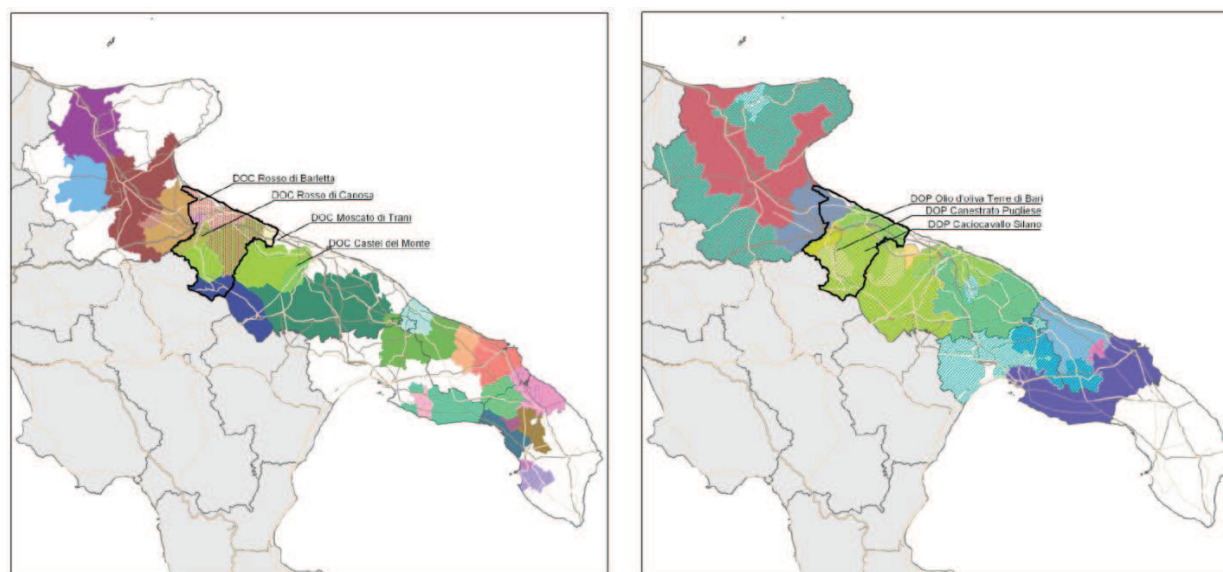 DOC Rosso di Barletta
DOC Rosso di Canosa
DOC Moscato di Trani
DOC Castel del Monte
DOP Olio d'oliva Terre di Bari
DOP Canestrato Pugliese
DOP Caciocavallo Silano